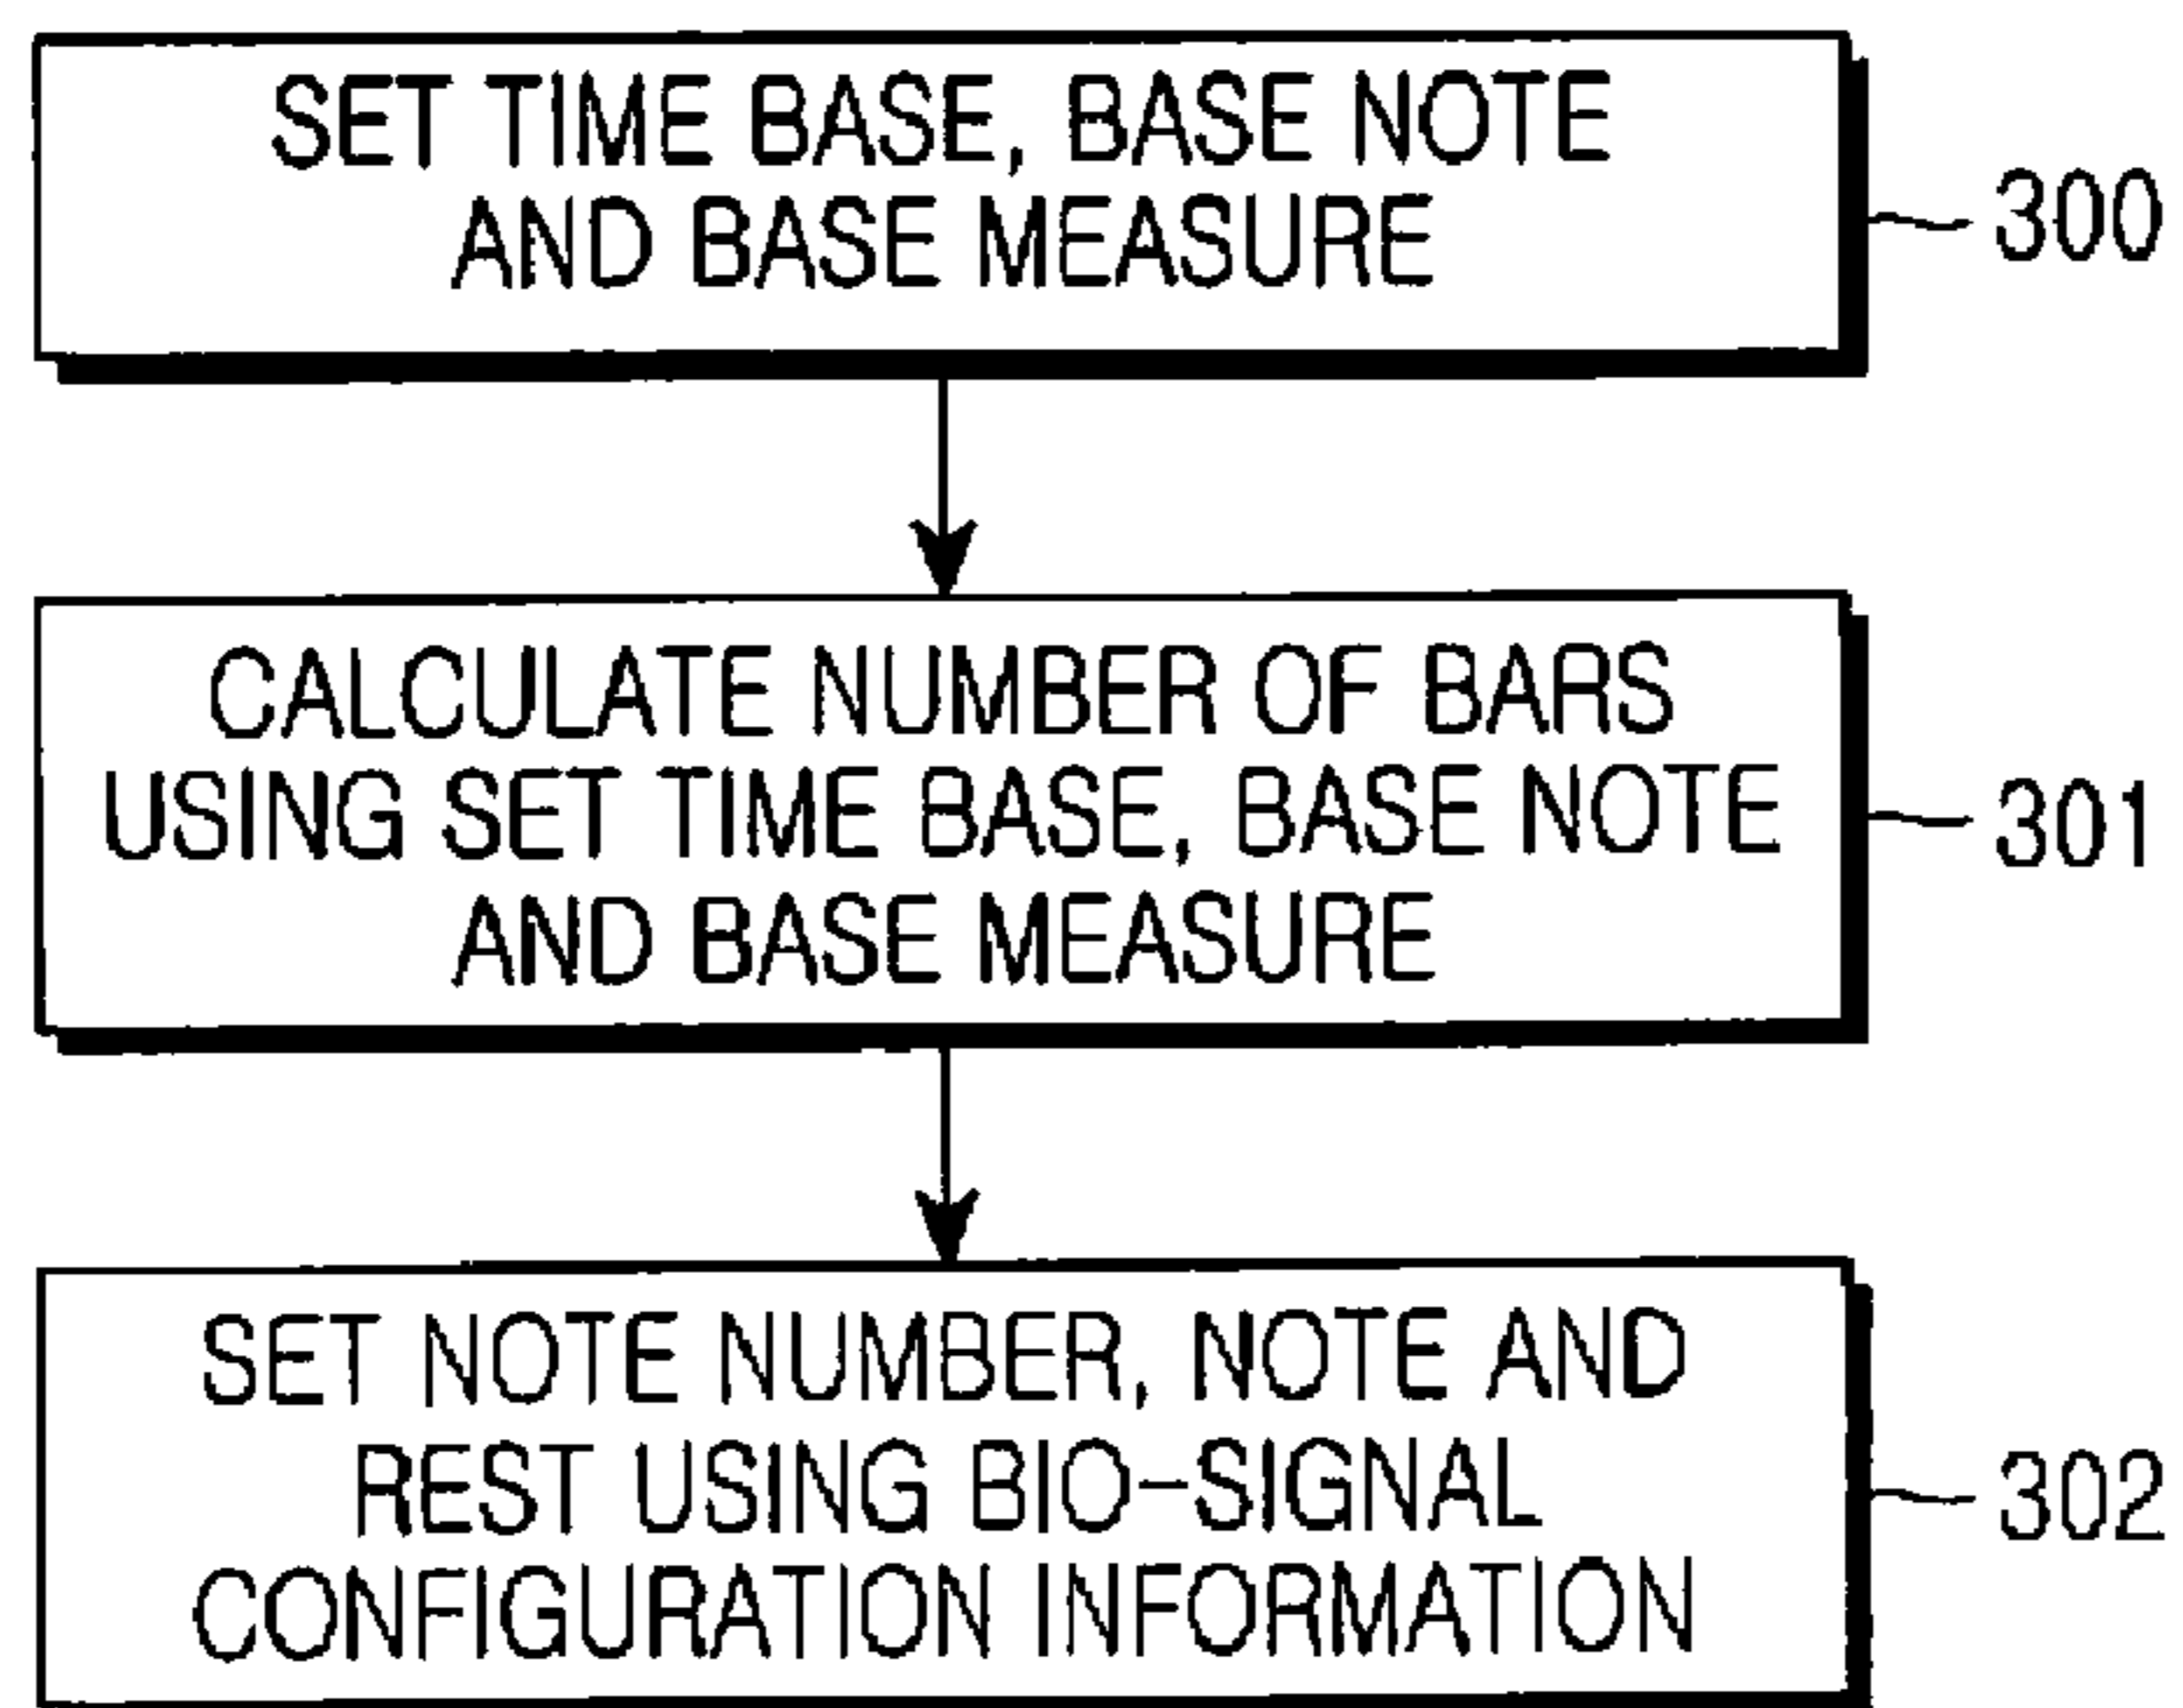 SET TIME BASE, BASE NOTE
AND BASE MEASURE
300
CALCULATE NUMBER OF BARS
USING SET TIME BASE, BASE NOTE
AND BASE MEASURE
301
SET NOTE NUMBER, NOTE AND
REST USING BIO-SIGNAL
CONFIGURATION INFORMATION
302